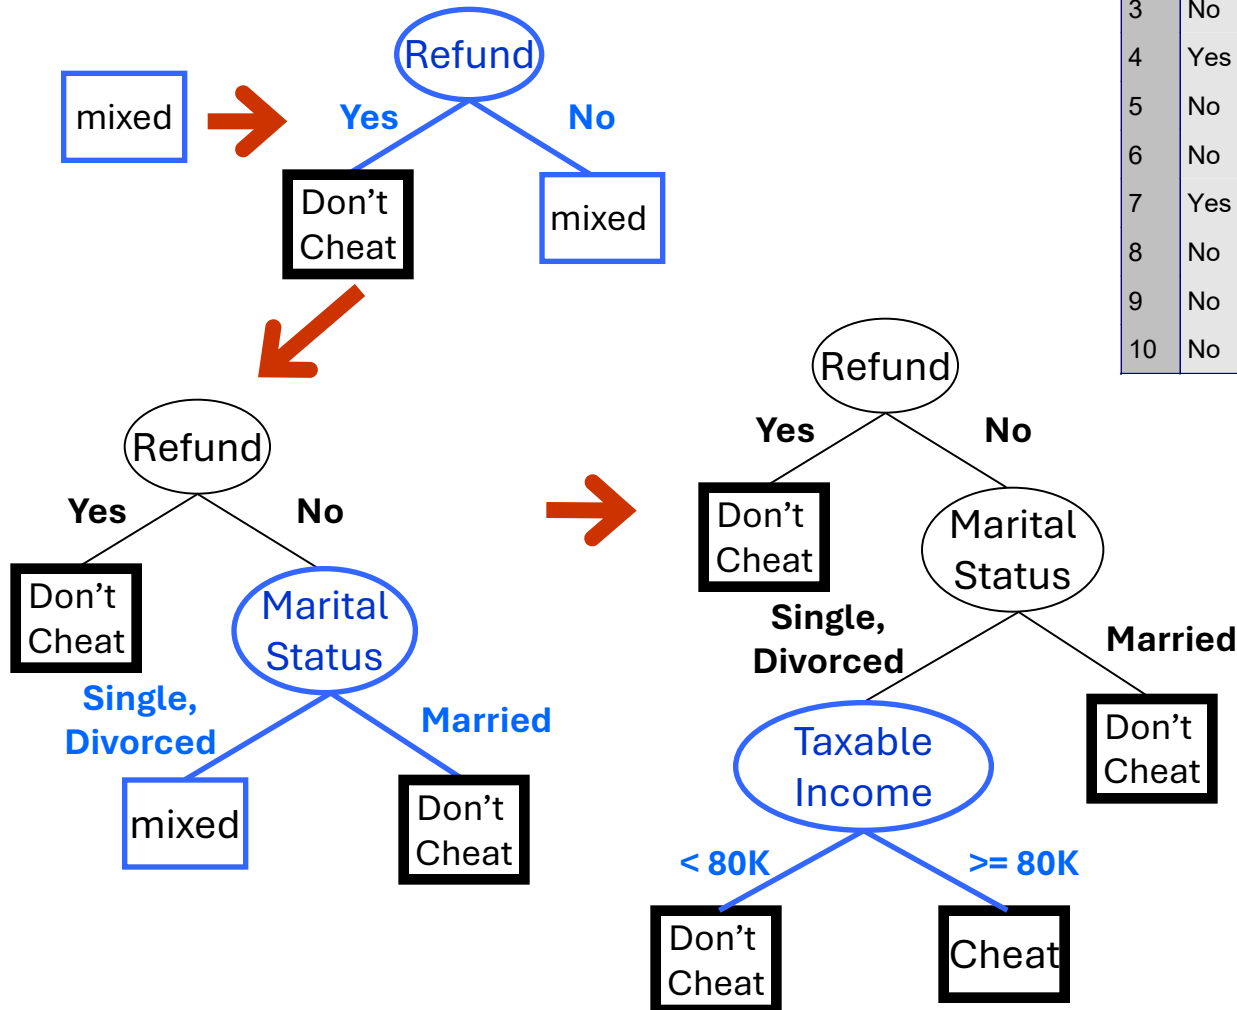 mixed
Refund
Yes
No
Don't
Cheat
mixed
3 No
4 Yes
5 No
6 No
7 Yes
8 No
9 No
10 No
Refund
Yes
No
Don't
Cheat
Marital
Status
Single,
Divorced
Married
mixed
Don't
Cheat
Refund
Yes
No
Don't
Cheat
Marital
Status
Single,
Divorced
Married
Taxable
Income
Don't
Cheat
< 80K
>= 80K
Don't
Cheat
Cheat